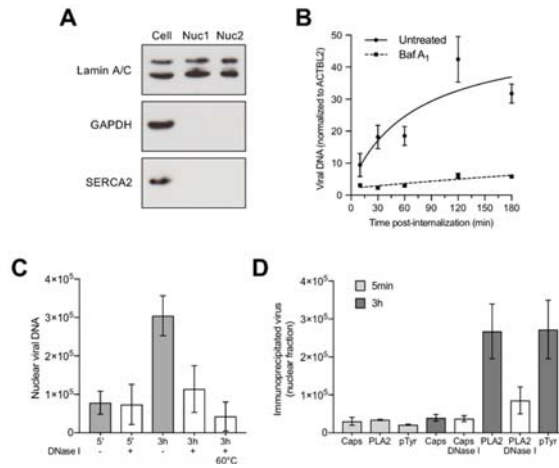 A
Cell Nuc1 Nuc2
Lamin A/C
GAPDH
SERCA2
B
Untreated
Baf A1
Viral DNA (normalized to ACTBL2)
50
40
30
20
10
0
0 30 60 90 120 150 180
Time post-internalization (min)
C
Nuclear viral DNA
4×10⁵
3×10⁵
2×10⁵
1×10⁵
0
5' 5' 3h 3h 3h
DNase I - + - + +
60°C
D
5min
3h
Immunoprecipitated virus
(nuclear fraction)
4×10⁵
3×10⁵
2×10⁵
1×10⁵
0
Caps PLA2 pTyr Caps Caps PLA2 PLA2 pTyr
DNase I DNase I